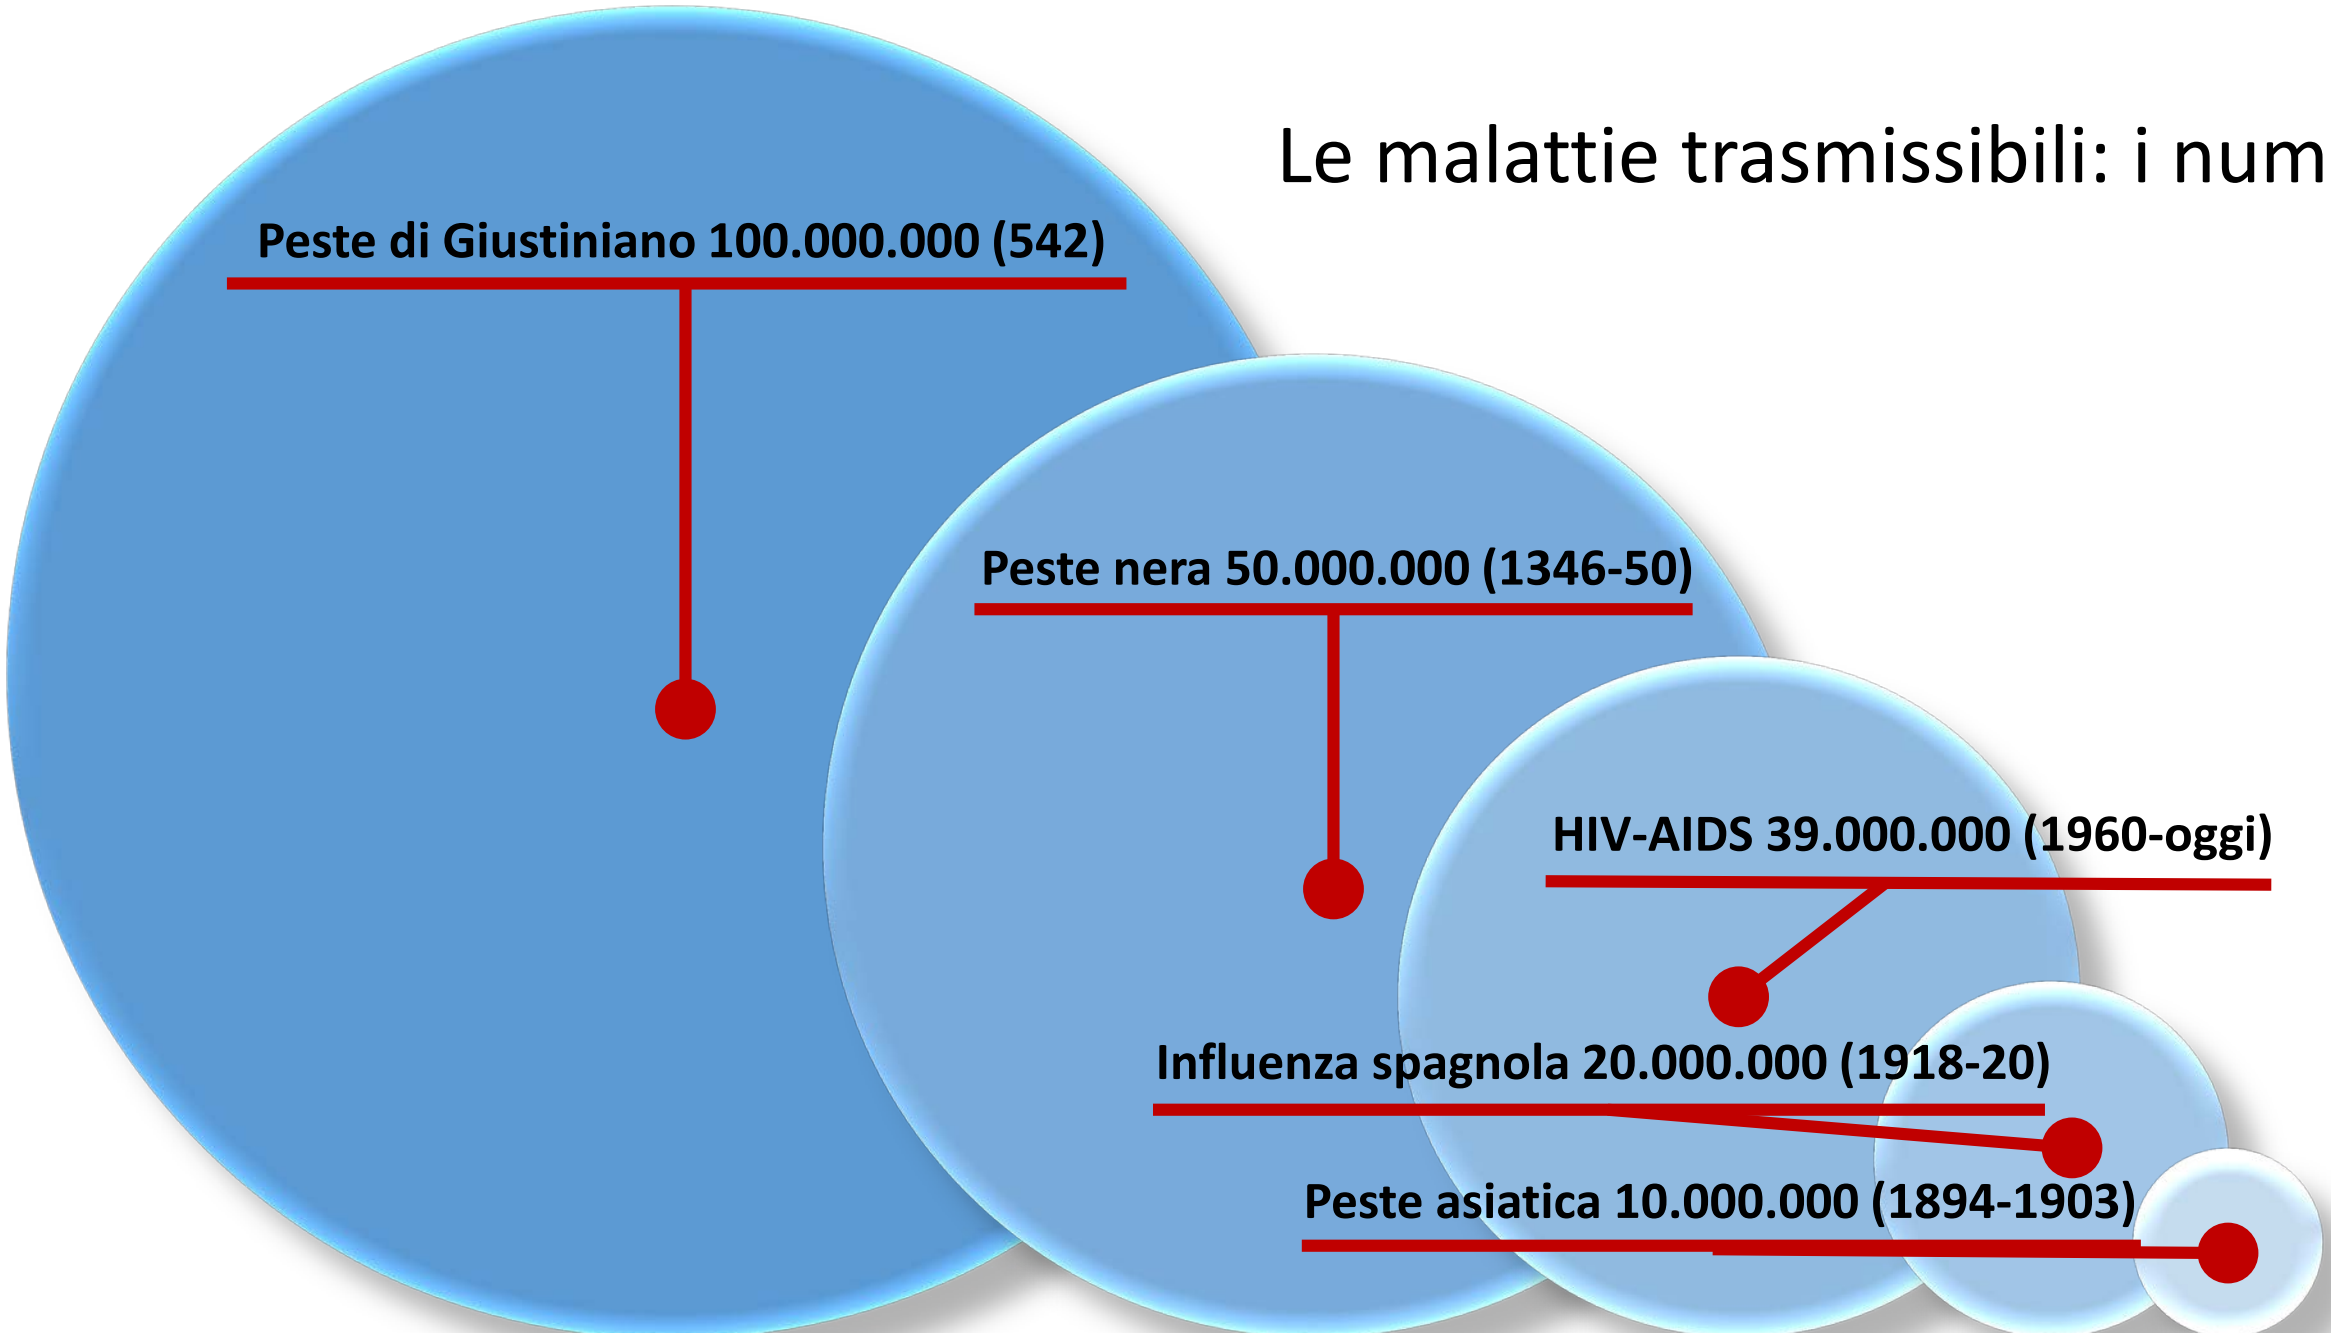 Le malattie trasmissibili: i num
Peste di Giustiniano 100.000.000 (542)
Peste nera 50.000.000 (1346-50)
HIV-AIDS 39.000.000 (1960-oggi)
Influenza spagnola 20.000.000 (1918-20)
Peste asiatica 10.000.000 (1894-1903)